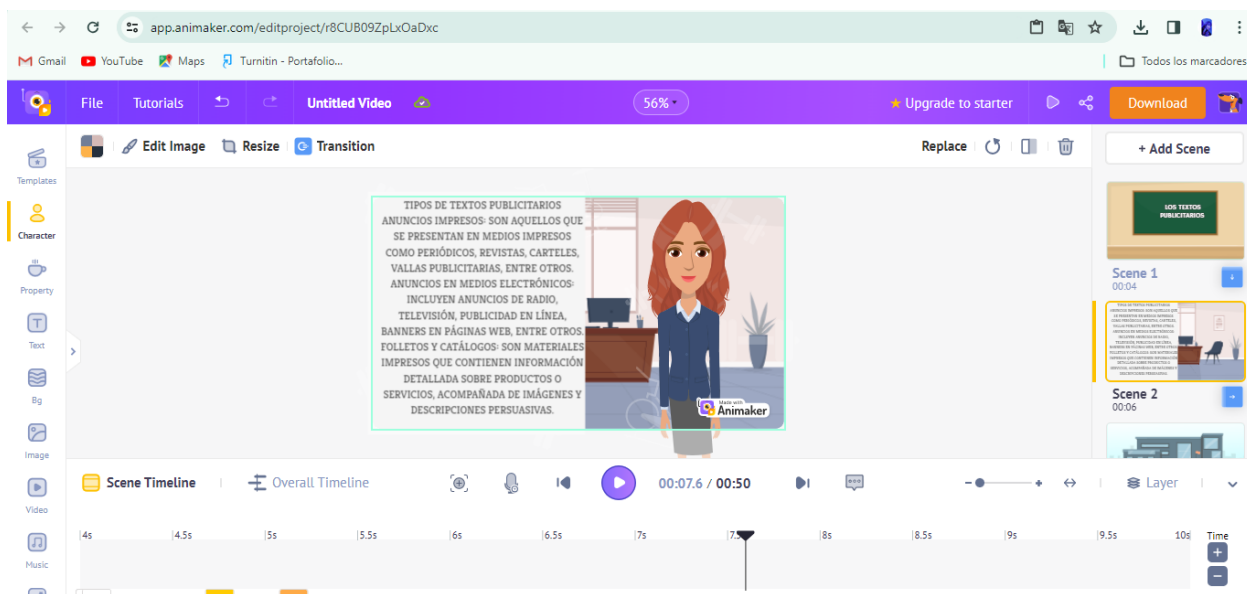 app.animaker.com/editproject/r8CUB09ZpLxOaDxc
Gmail YouTube Maps Turnitin - Portafolio... Todos los marcadores
File Tutorials Untitled Video 56% Upgrade to starter Download
Edit Image Resize Transition Replace + Add Scene
Templates
Character
Property
Text
Bg
Image
Video
Music
TIPOS DE TEXTOS PUBLICITARIOS
ANUNCIOS IMPRESOS: SON AQUELLOS QUE
SE PRESENTAN EN MEDIOS IMPRESOS
COMO PERIÓDICOS, REVISTAS, CARTELES,
VALLAS PUBLICITARIAS, ENTRE OTROS.
ANUNCIOS EN MEDIOS ELECTRÓNICOS:
INCLUYEN ANUNCIOS DE RADIO,
TELEVISIÓN, PUBLICIDAD EN LÍNEA,
BANNERS EN PÁGINAS WEB, ENTRE OTROS.
FOLLETOS Y CATÁLOGOS: SON MATERIALES
IMPRESOS QUE CONTIENEN INFORMACIÓN
DETALLADA SOBRE PRODUCTOS O
SERVICIOS, ACOMPAÑADA DE IMÁGENES Y
DESCRIPCIONES PERSUASIVAS.
Made with
Animaker
LOS TEXTOS
PUBLICITARIOS
Scene 1
00:04
Scene 2
00:06
Scene Timeline Overall Timeline 00:07.6 / 00:50 Layer
4s 4.5s 5s 5.5s 6s 6.5s 7s 7.5s 8s 8.5s 9s 9.5s 10s Time